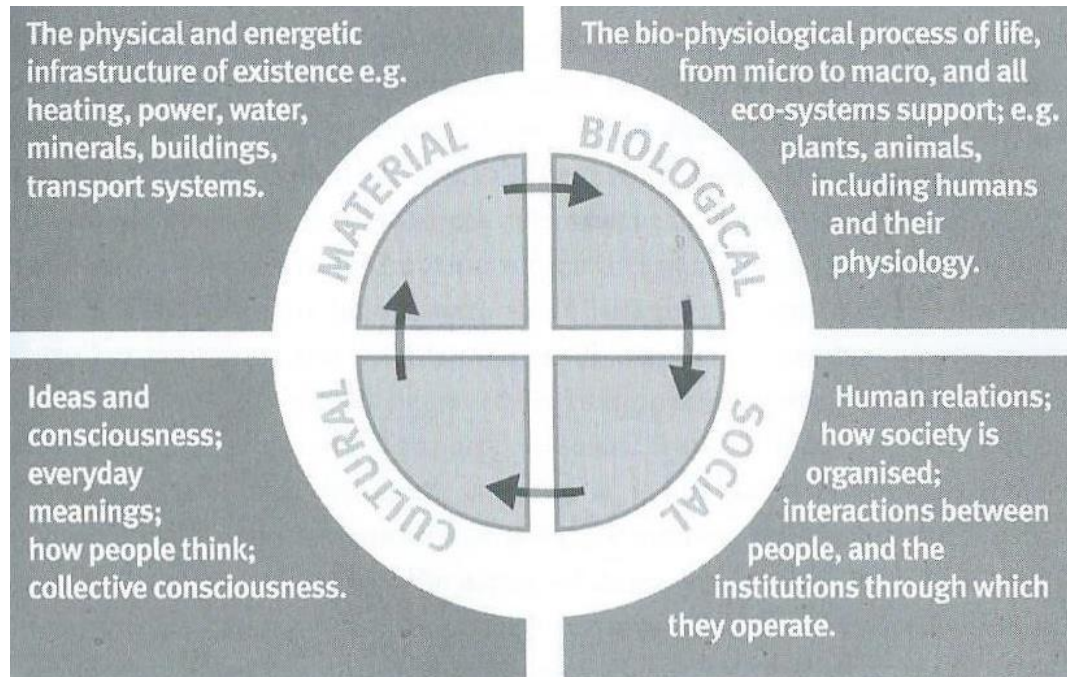 The physical and energetic
infrastructure of existence e.g.
heating, power, water,
minerals, buildings,
transport systems.
The bio-physiological process of life,
from micro to macro, and all
eco-systems support; e.g.
plants, animals,
including humans
and their
physiology.
MATERIAL
BIOLOGICAL
CULTURAL
SOCIAL
Ideas and
consciousness;
everyday
meanings;
how people think;
collective consciousness.
Human relations;
how society is
organised;
interactions between
people, and the
institutions through which
they operate.